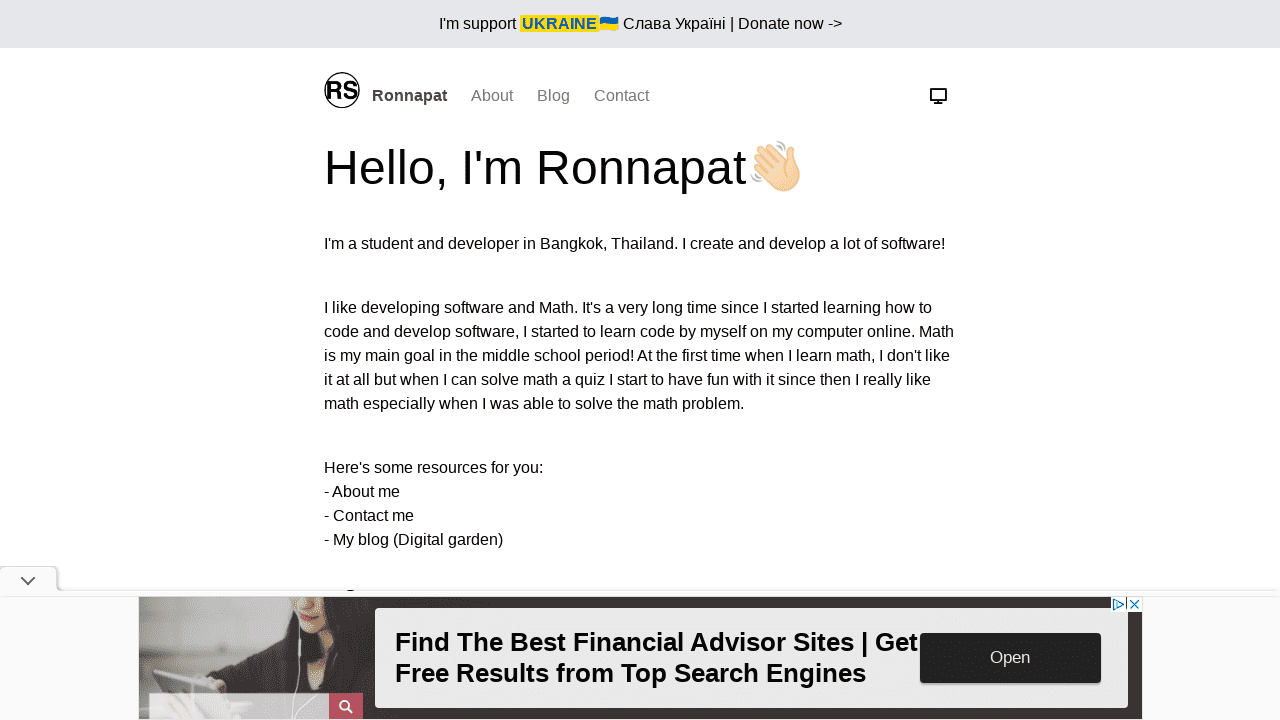 I'm support UKRAINE🇺🇦 Слава Україні | Donate now ->
RS
Ronnapat About Blog Contact
Hello, I'm Ronnapat👋🏻
I'm a student and developer in Bangkok, Thailand. I create and develop a lot of software!
I like developing software and Math. It's a very long time since I started learning how to
code and develop software, I started to learn code by myself on my computer online. Math
is my main goal in the middle school period! At the first time when I learn math, I don't like
it at all but when I can solve math a quiz I start to have fun with it since then I really like
math especially when I was able to solve the math problem.
Here's some resources for you:
- About me
- Contact me
- My blog (Digital garden)
Find The Best Financial Advisor Sites | Get
Free Results from Top Search Engines
Open